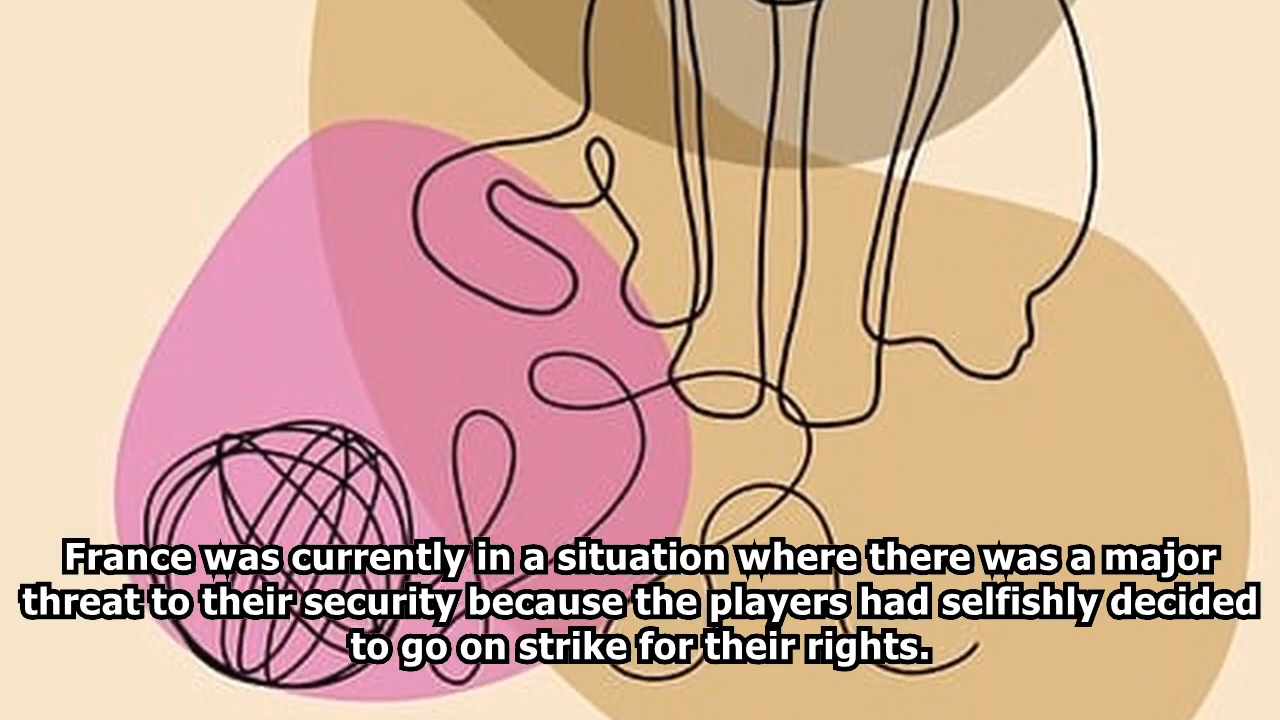 France was currently in a situation where there was a major
threat to their security because the players had selfishly decided
to go on strike for their rights.